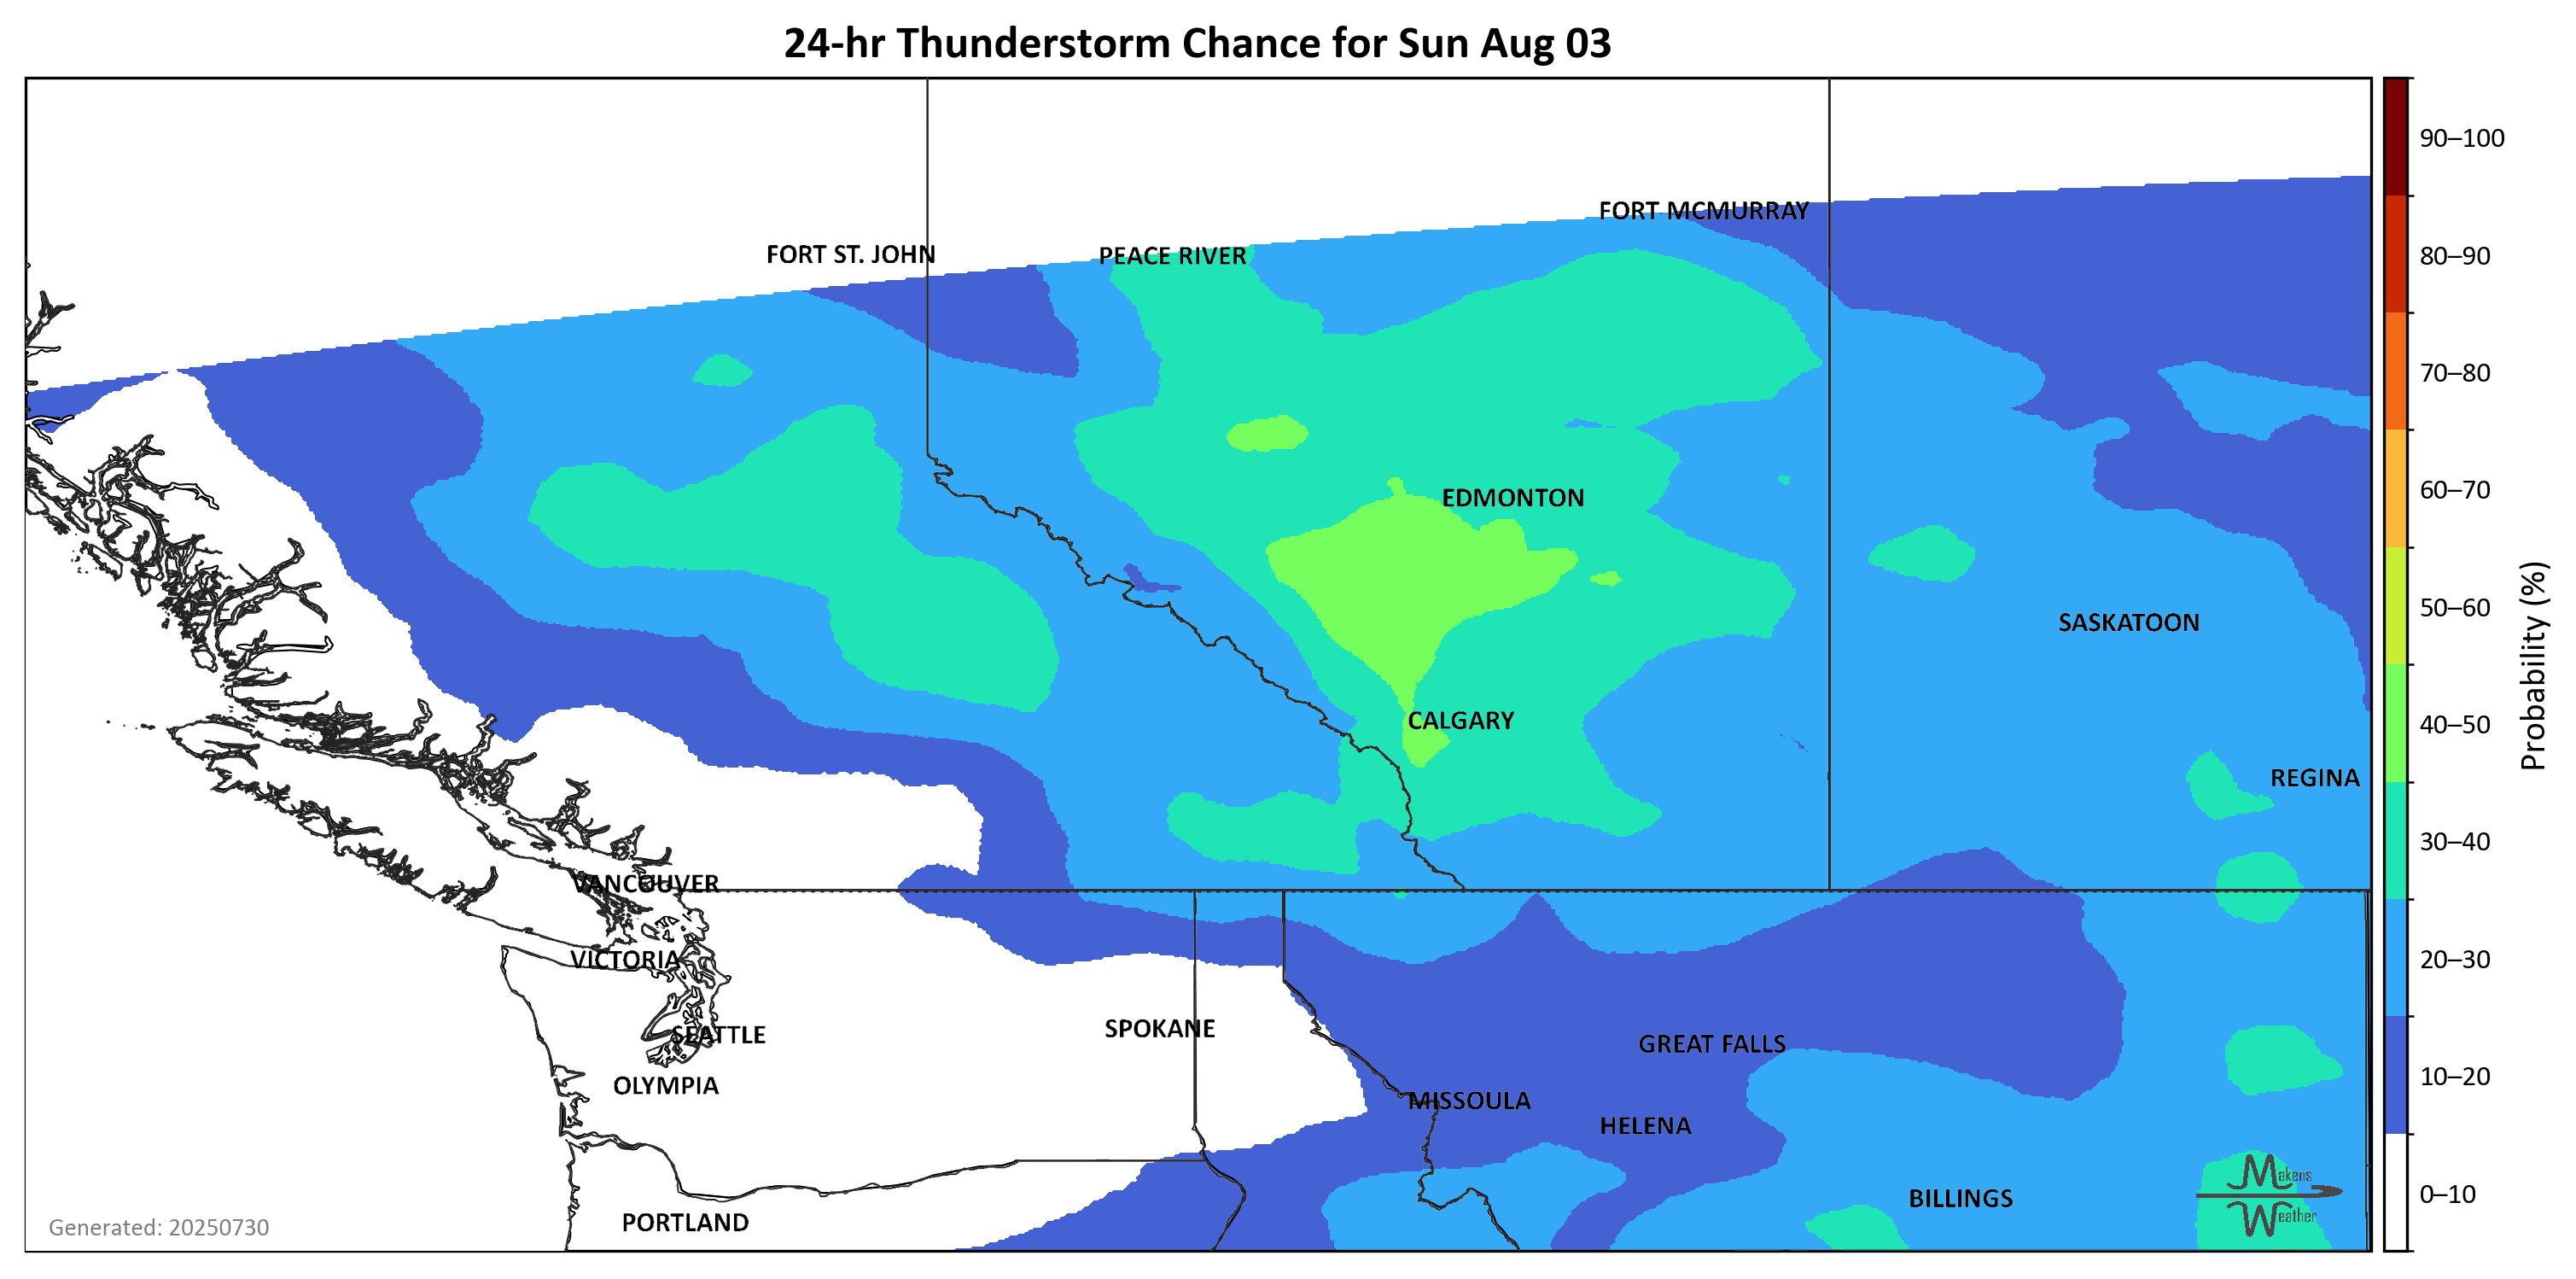 24-hr Thunderstorm Chance for Sun Aug 03
90–100
FORT MCMURRAY
FORT ST. JOHN
PEACE RIVER
80–90
70–80
60–70
EDMONTON
50–60
SASKATOON
Probability (%)
CALGARY
40–50
REGINA
30–40
VANCOUVER
VICTORIA
20–30
SPOKANE
SEATTLE
GREAT FALLS
10–20
OLYMPIA
MISSOULA
HELENA
Makens
Weather
BILLINGS
0–10
PORTLAND
Generated: 20250730